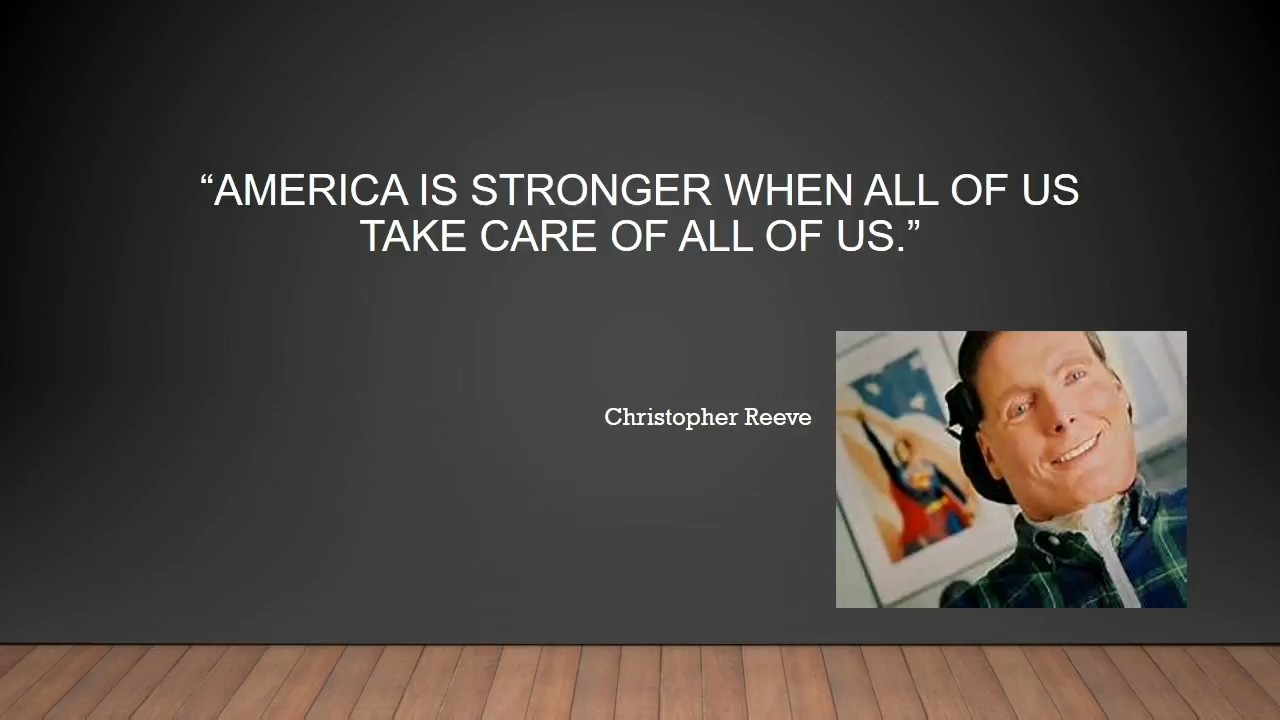 “AMERICA IS STRONGER WHEN ALL OF US
TAKE CARE OF ALL OF US.”
Christopher Reeve